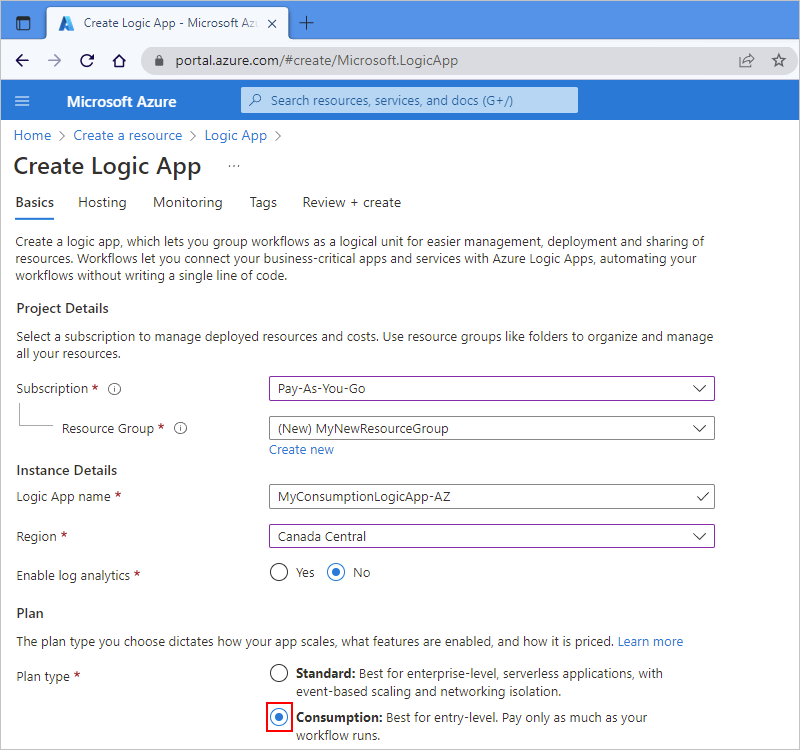 Create Logic App - Microsoft Az
portal.azure.com/#create/Microsoft.LogicApp
Microsoft Azure
Search resources, services, and docs (G+/)
Home > Create a resource > Logic App >
Create Logic App ...
Basics Hosting Monitoring Tags Review + create
Create a logic app, which lets you group workflows as a logical unit for easier management, deployment and sharing of
resources. Workflows let you connect your business-critical apps and services with Azure Logic Apps, automating your
workflows without writing a single line of code.
Project Details
Select a subscription to manage deployed resources and costs. Use resource groups like folders to organize and manage
all your resources.
Subscription * Pay-As-You-Go
Resource Group * (New) MyNewResourceGroup
Create new
Instance Details
Logic App name * MyConsumptionLogicApp-AZ
Region * Canada Central
Enable log analytics * Yes No
Plan
The plan type you choose dictates how your app scales, what features are enabled, and how it is priced. Learn more
Plan type * Standard: Best for enterprise-level, serverless applications, with
event-based scaling and networking isolation.
Consumption: Best for entry-level. Pay only as much as your
workflow runs.